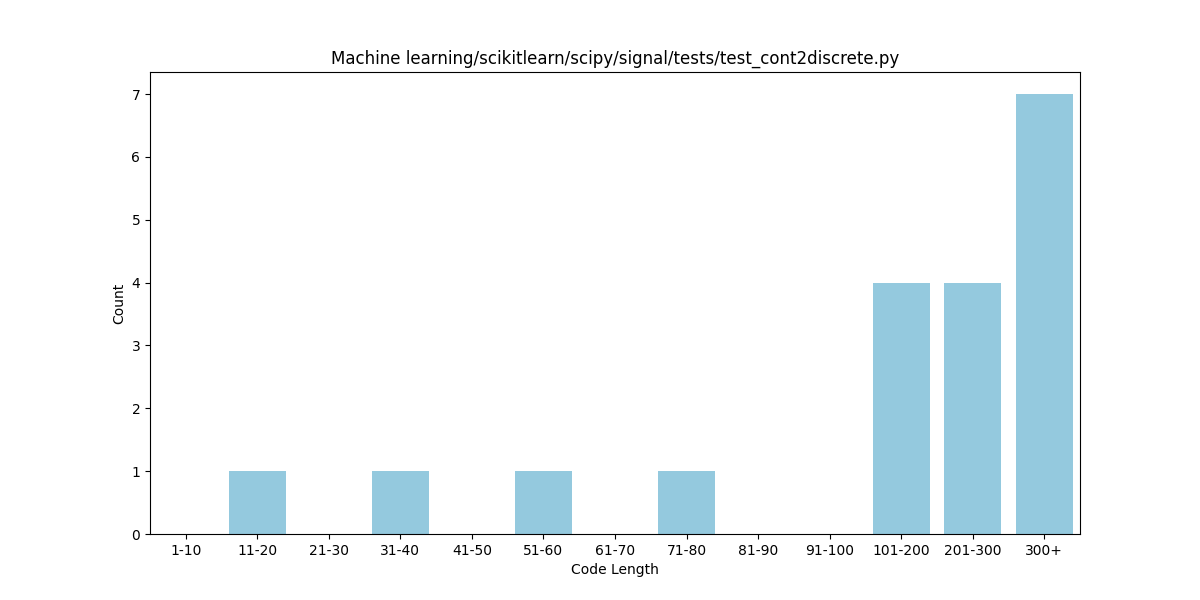 Machine learning/scikitlearn/scipy/signal/tests/test_cont2discrete.py
7
6
5
4
3
2
1
0
Count
1-10 11-20 21-30 31-40 41-50 51-60 61-70 71-80 81-90 91-100 101-200 201-300 300+
Code Length